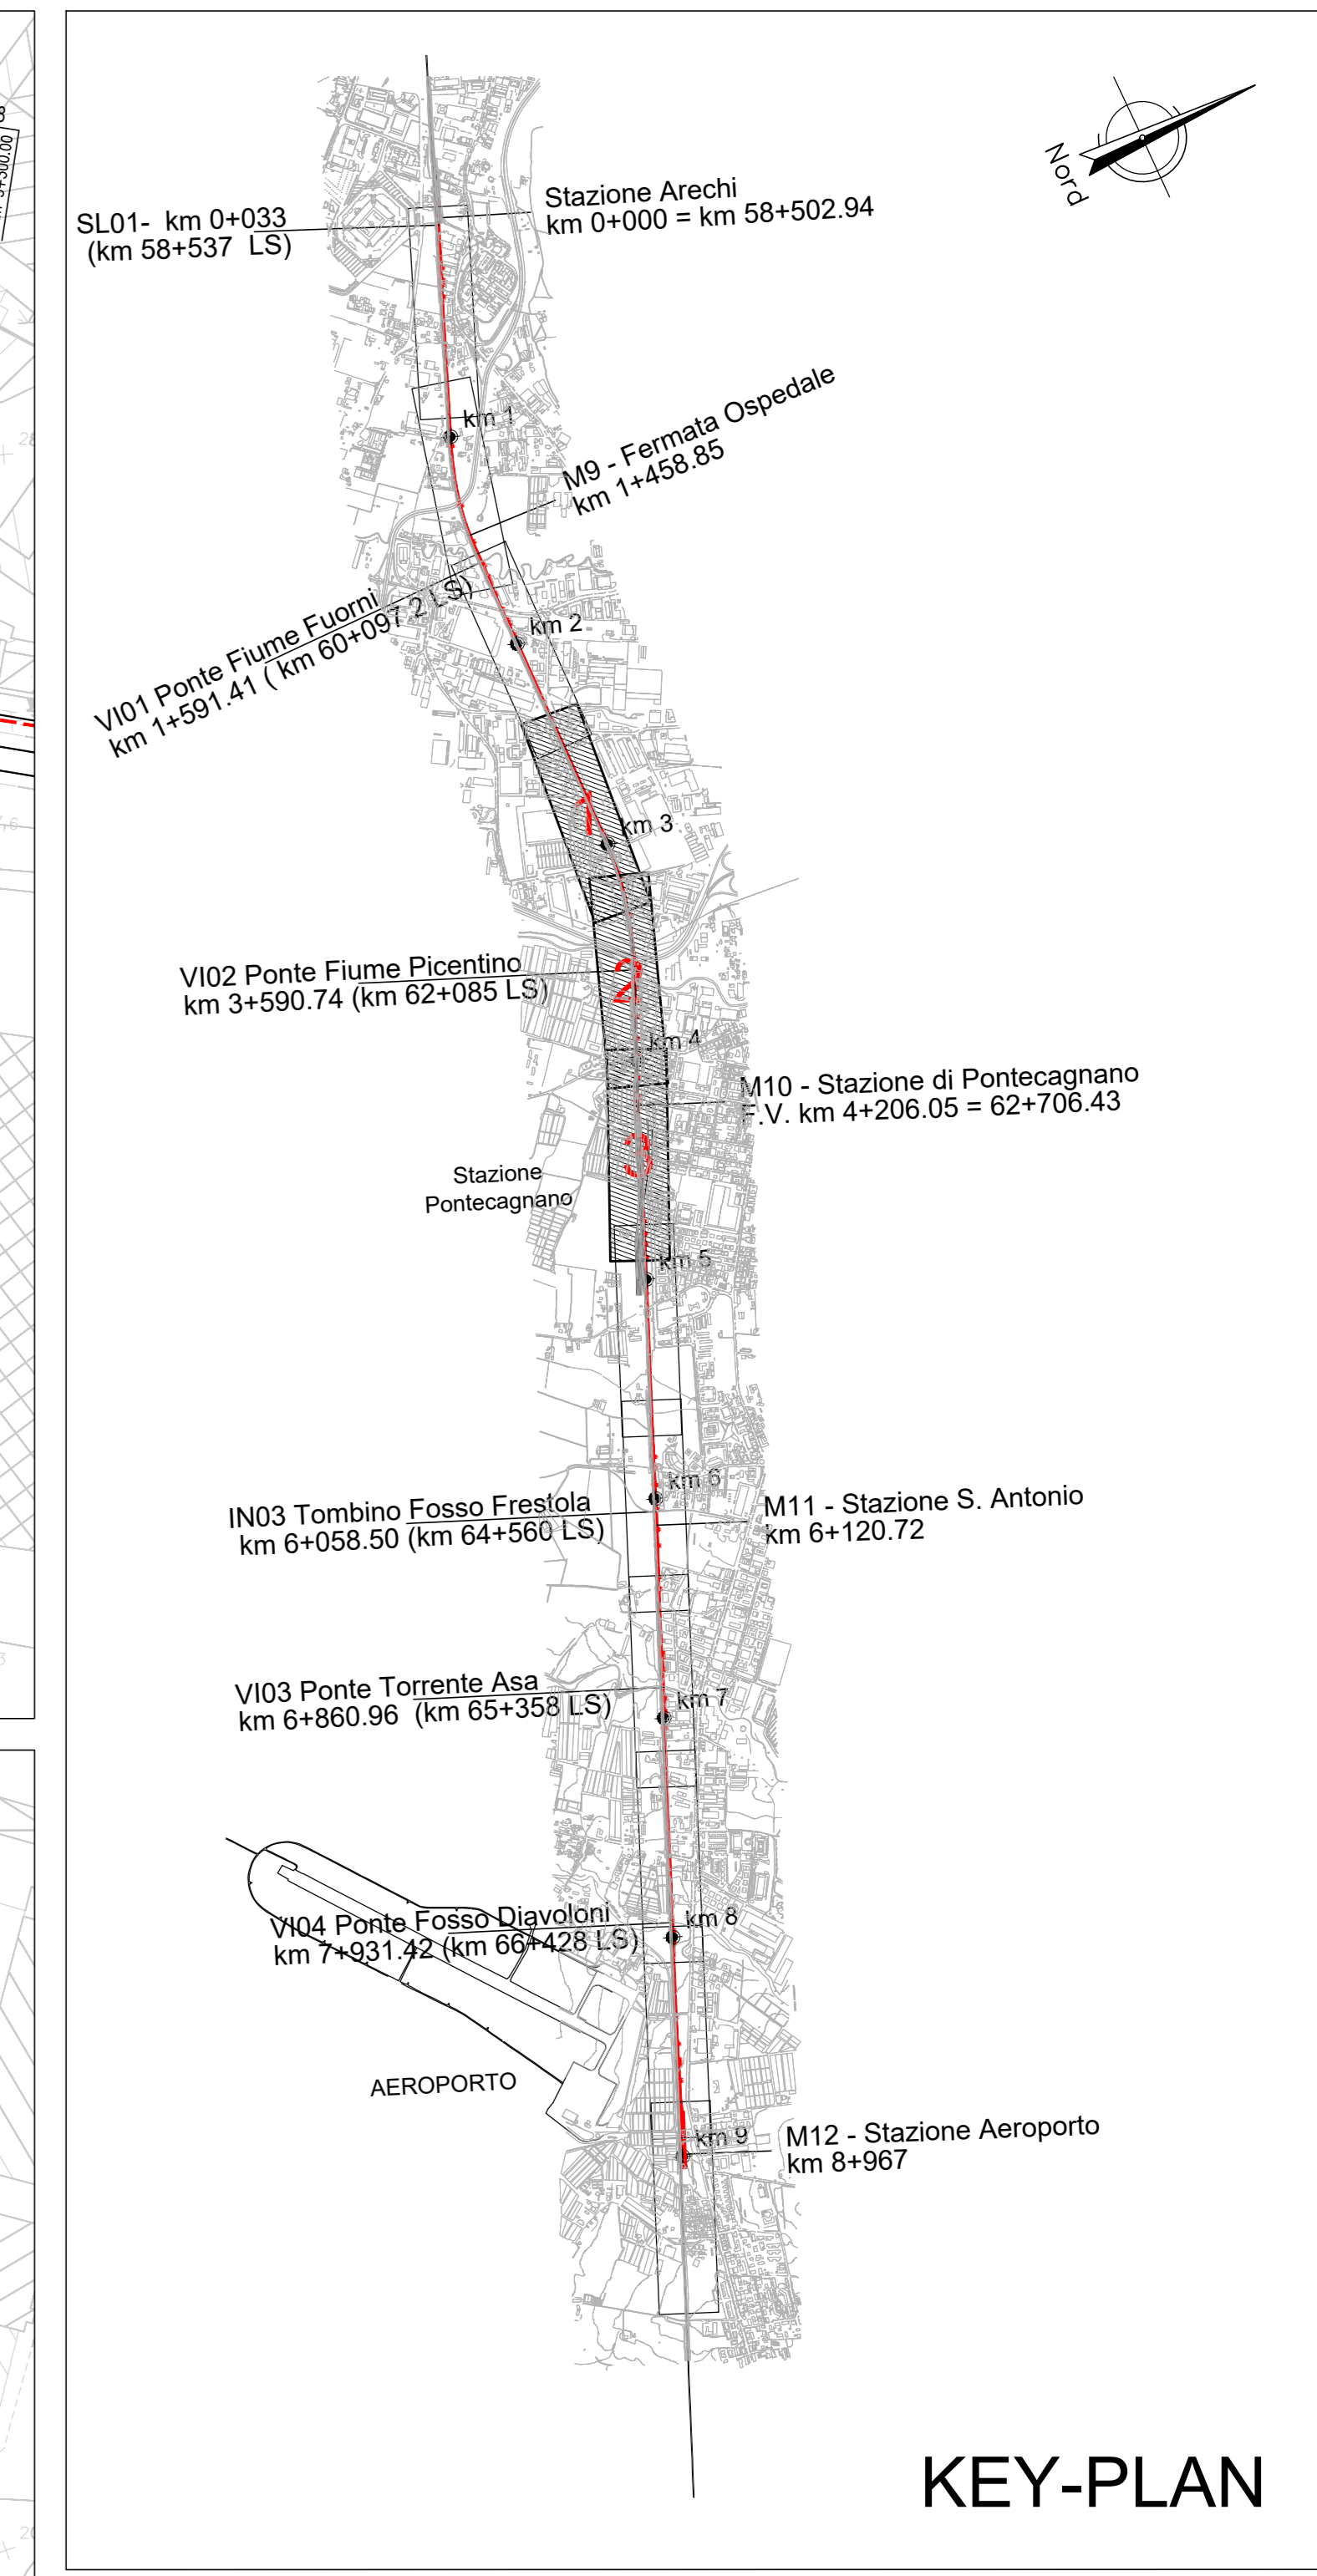 Nord
Stazione Arechi
km 0+000 = km 58+502.94
SL01- km 0+033
(km 58+537 LS)
km 1
M9 - Fermata Ospedale
km 1+458.85
VI01 Ponte Fiume Fuorni
km 1+591.41 ( km 60+097.2 LS)
km 2
1
km 3
VI02 Ponte Fiume Picentino
km 3+590.74 (km 62+085 LS)
2
km 4
M10 - Stazione di Pontecagnano
F.V. km 4+206.05 = 62+706.43
3
Stazione
Pontecagnano
km 5
km 6
IN03 Tombino Fosso Frestola
km 6+058.50 (km 64+560 LS)
M11 - Stazione S. Antonio
km 6+120.72
VI03 Ponte Torrente Asa
km 6+860.96 (km 65+358 LS)
km 7
VI04 Ponte Fosso Diavoloni
km 7+931.42 (km 66+428 LS)
km 8
AEROPORTO
km 9
M12 - Stazione Aeroporto
km 8+967
KEY-PLAN